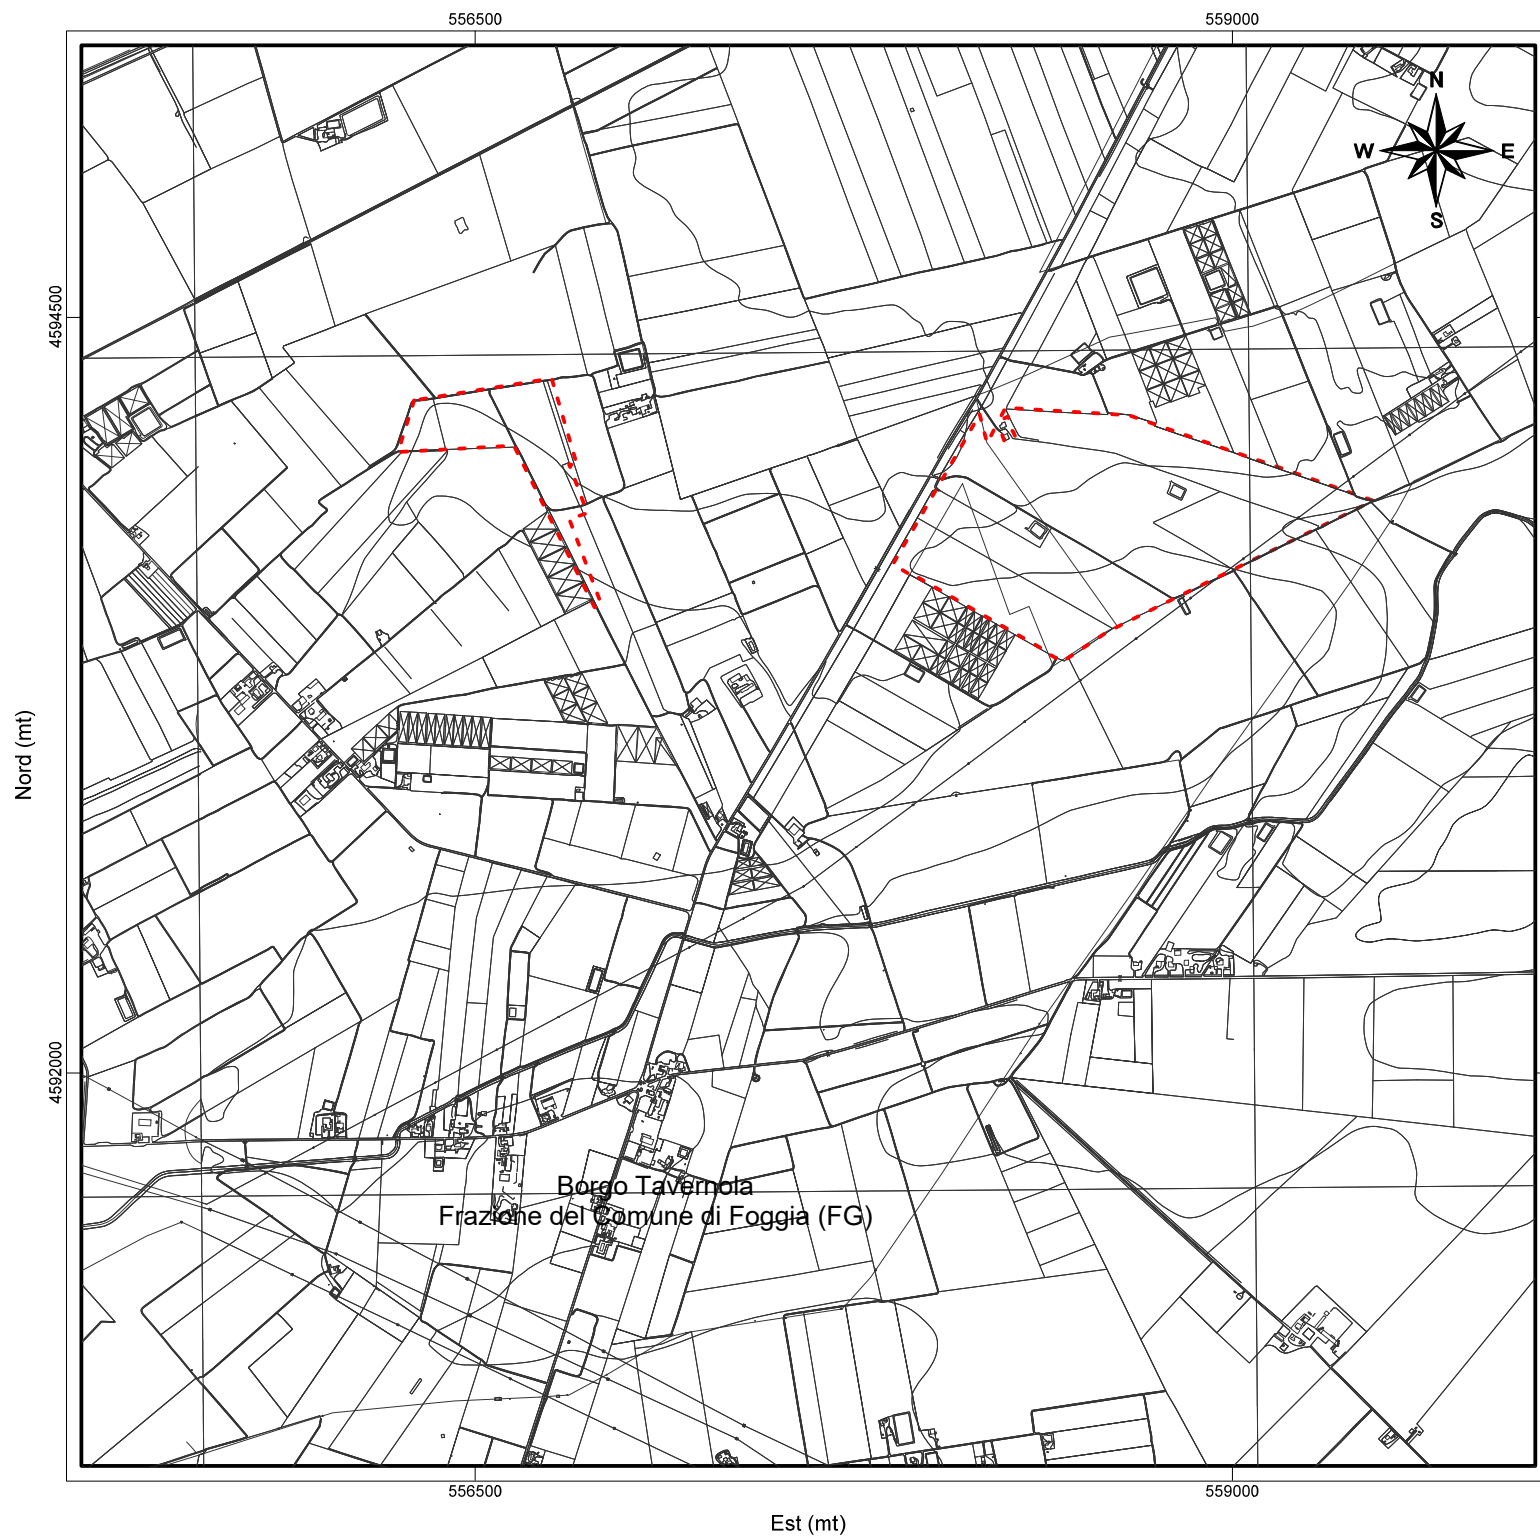 556500
559000
N
W
E
S
4594500
Nord (mt)
4592000
Borgo Tavernola
Frazione del Comune di Foggia (FG)
556500
559000
Est (mt)